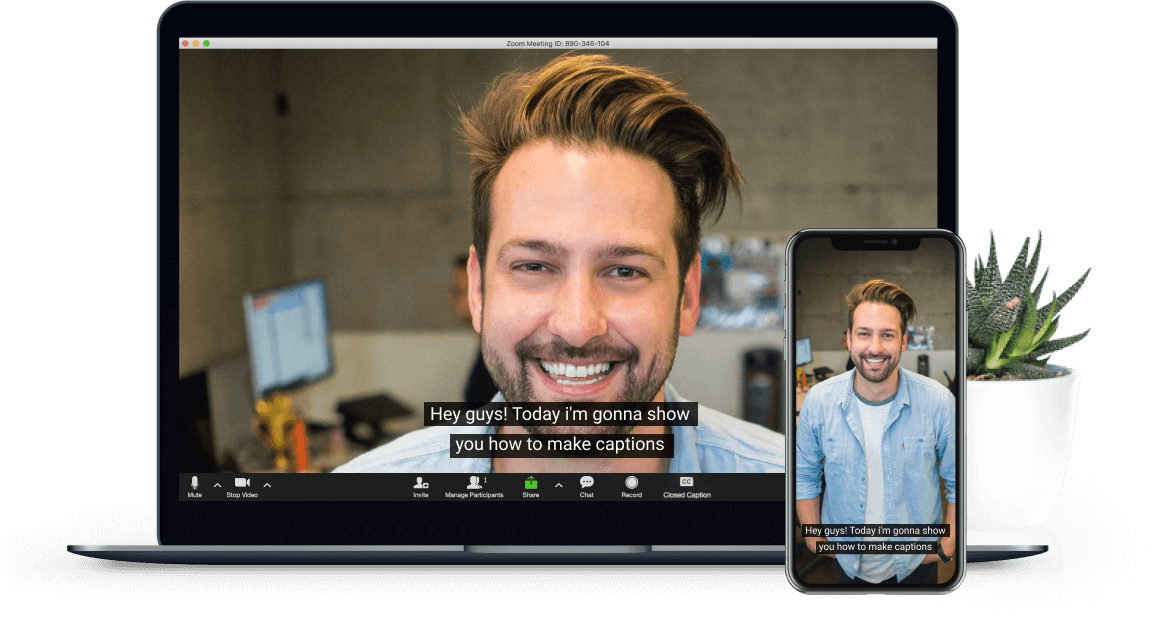 Zoom Meeting ID: 890-346-104
Hey guys! Today i'm gonna show
you how to make captions
Mute
Stop Video
Invite
1
Manage Participants
Share
Chat
Record
CC
Closed Caption
Hey guys! Today i'm gonna show
you how to make captions